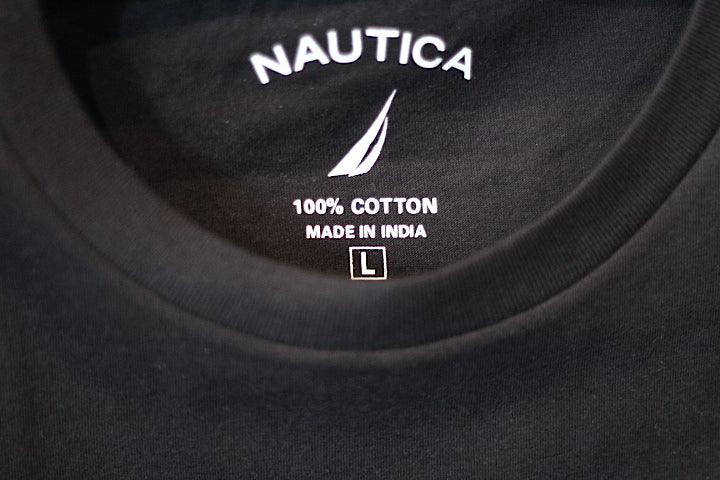 NAUTICA
100% COTTON
MADE IN INDIA
L